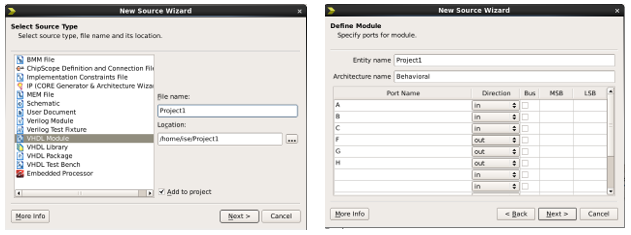 New Source Wizard
Select Source Type
Select source type, file name and its location.
BMM File
ChipScope Definition and Connection File
Implementation Constraints File
IP (CORE Generator & Architecture Wizar
MEM File
Schematic
User Document
Verilog Module
Verilog Test Fixture
VHDL Module
VHDL Library
VHDL Package
VHDL Test Bench
Embedded Processor
File name:
Project1
Location:
/home/ise/Project1
...
Add to project
More Info
Next >
Cancel
New Source Wizard
Define Module
Specify ports for module.
Entity name Project1
Architecture name Behavioral
Port Name Direction Bus MSB LSB
A in
B in
C in
F out
G out
H out
in
in
More Info
< Back
Next >
Cancel